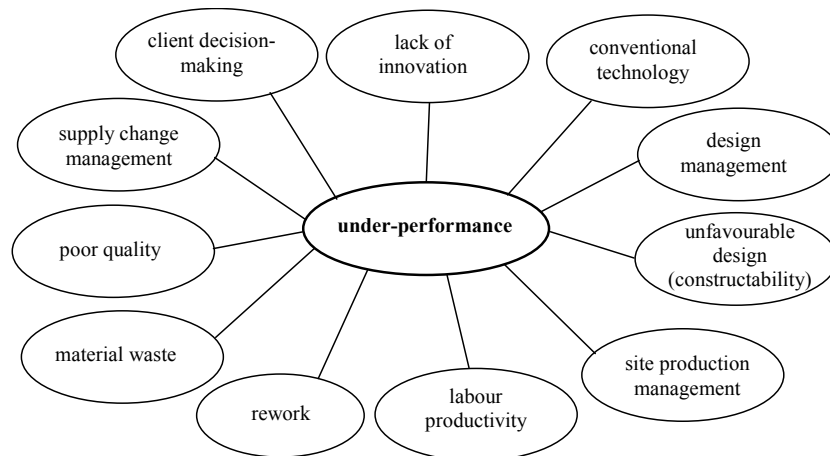 client decision-
making
lack of
innovation
conventional
technology
supply change
management
design
management
under-performance
poor quality
unfavourable
design
(constructability)
material waste
site production
management
rework
labour
productivity